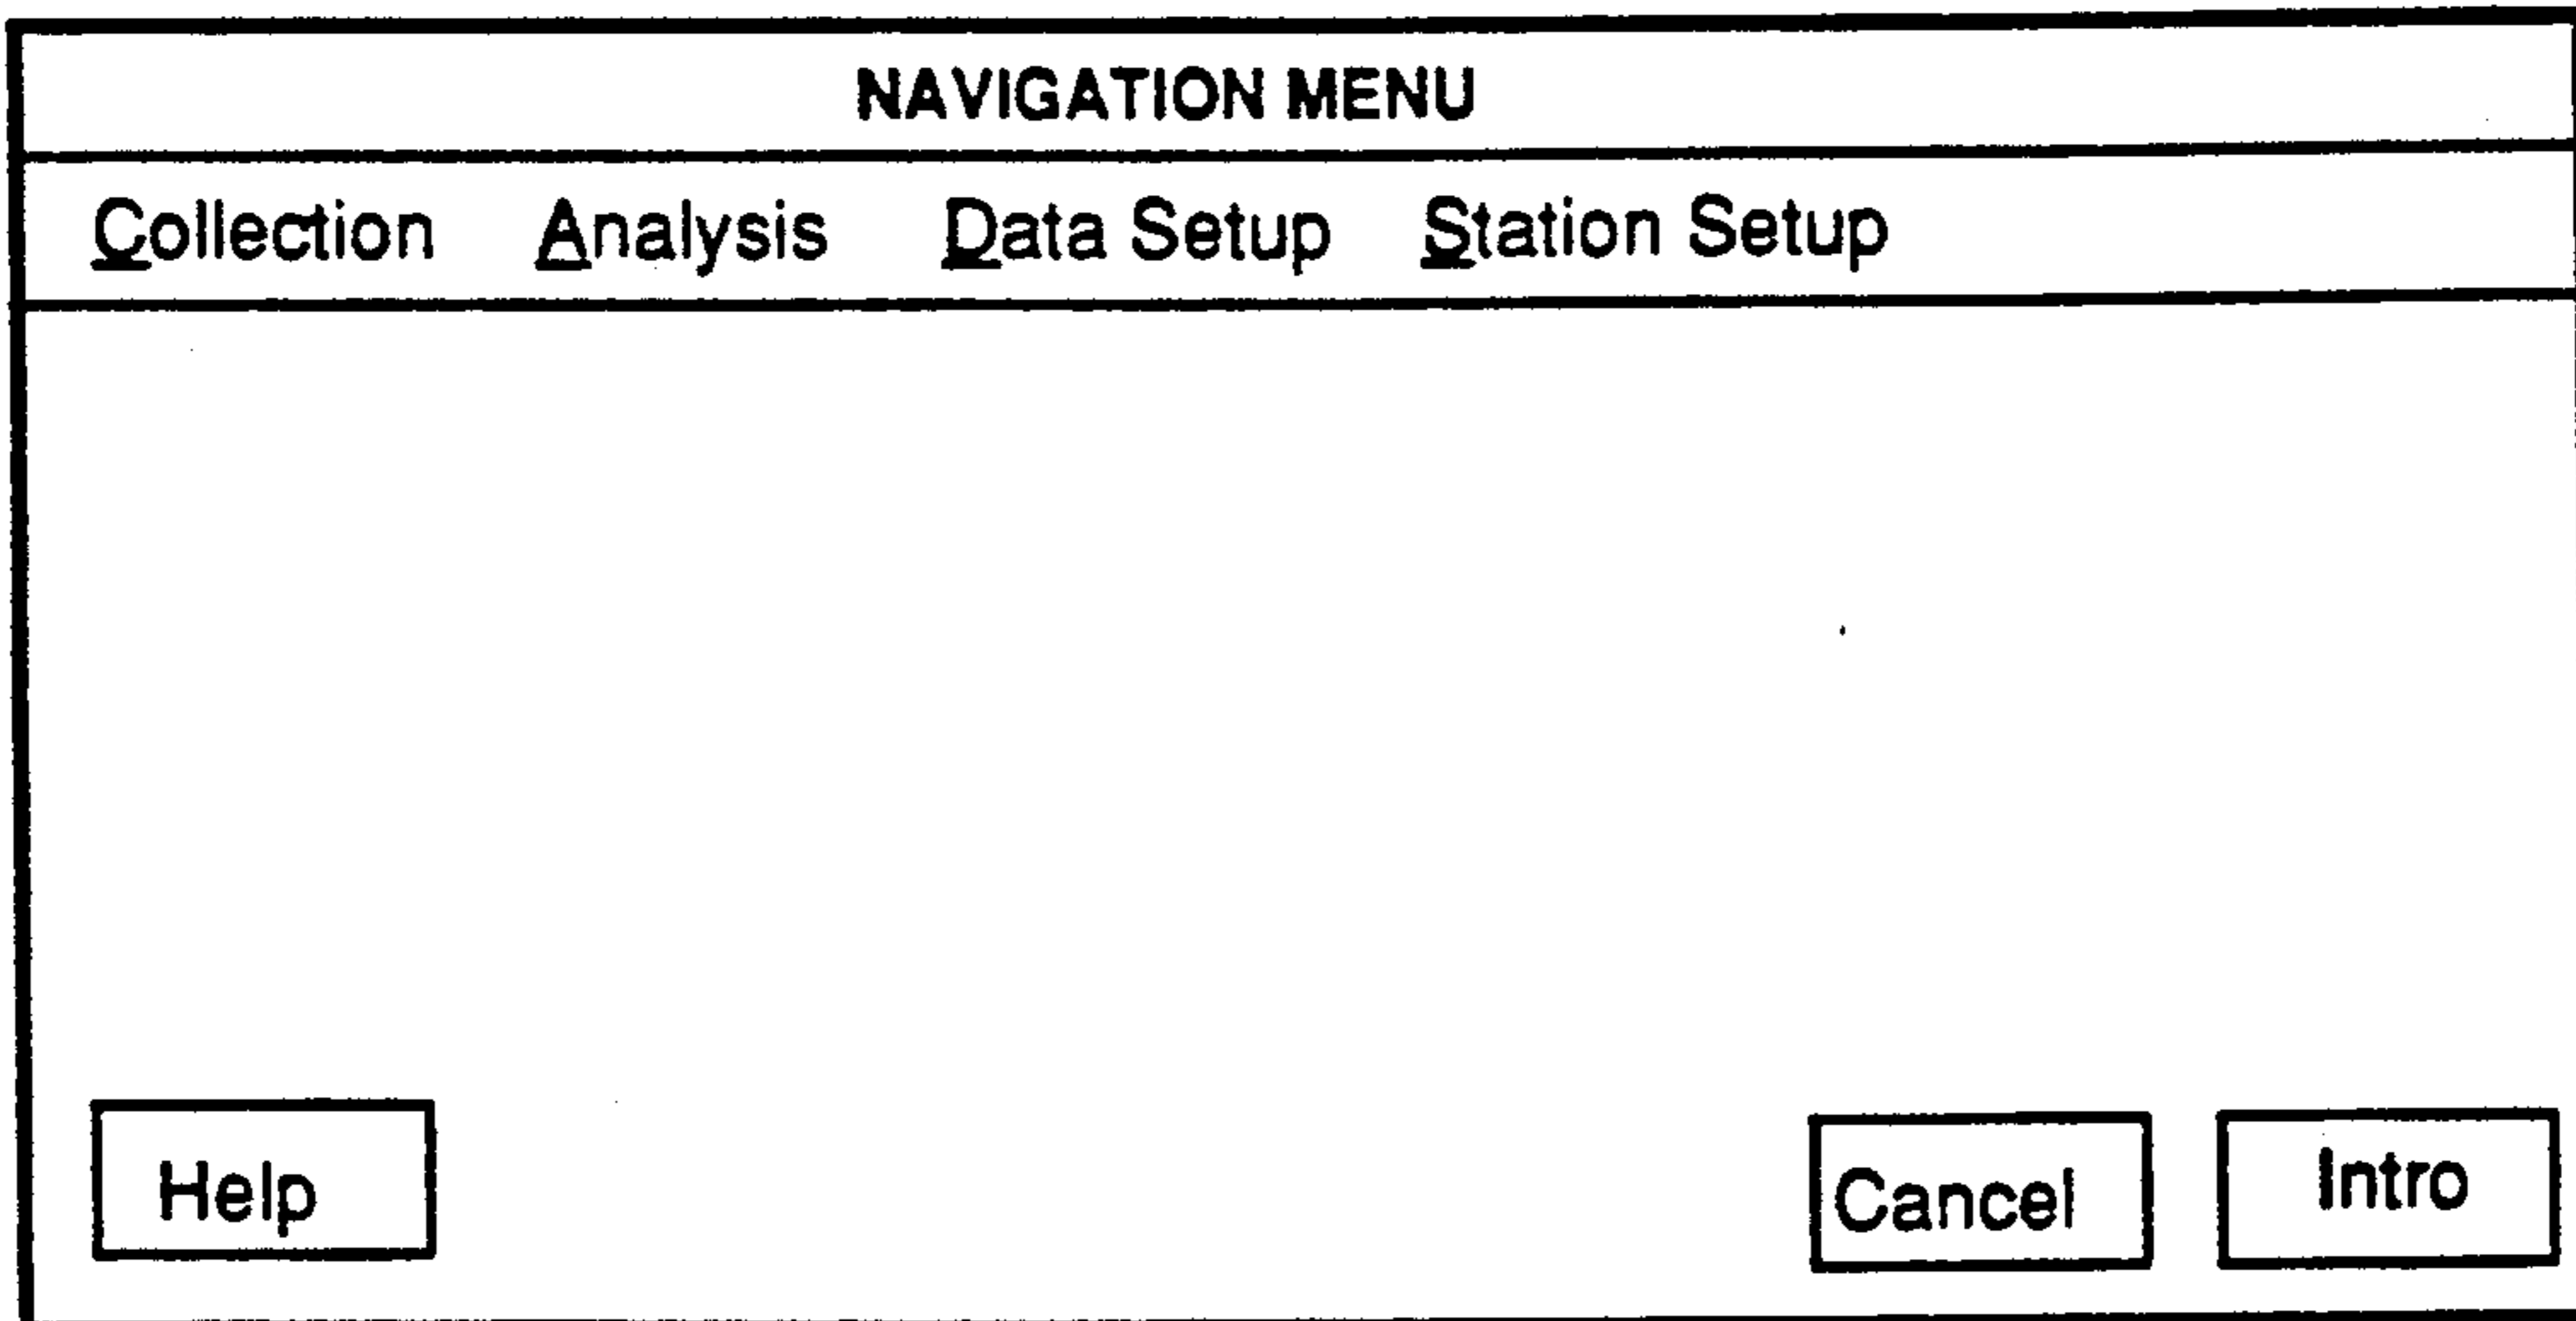 NAVIGATION MENU
Collection Analysis Data Setup Station Setup
Help Cancel Intro